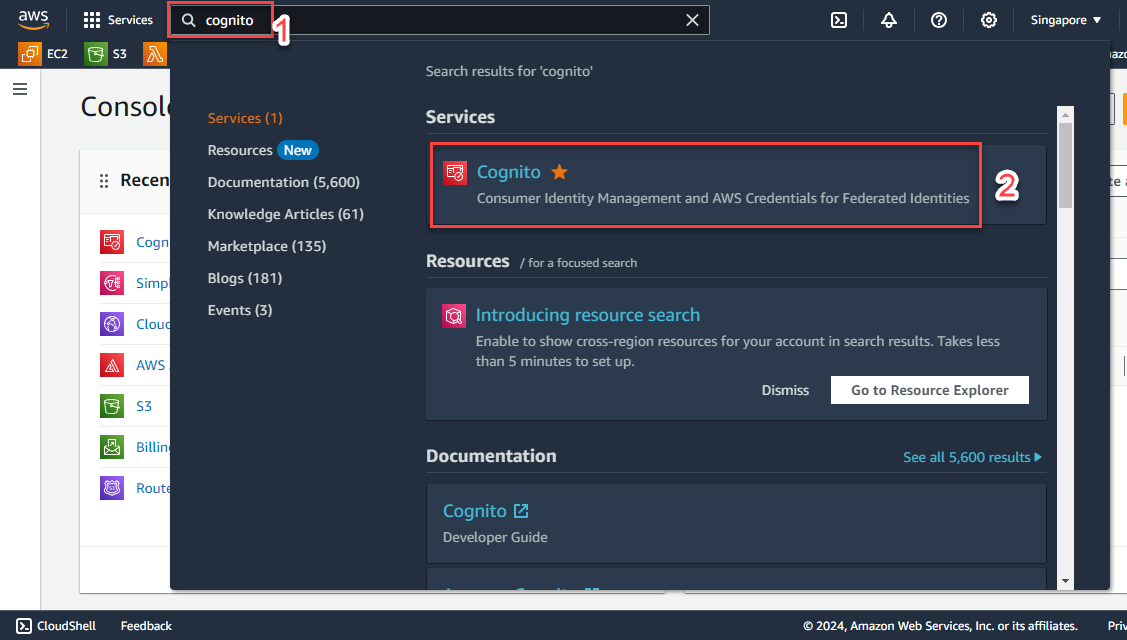 aws
Services
cognito
1
Singapore
EC2
S3
Search results for 'cognito'
Services (1)
Resources New
Documentation (5,600)
Knowledge Articles (61)
Marketplace (135)
Blogs (181)
Events (3)
Services
Cognito
Consumer Identity Management and AWS Credentials for Federated Identities
2
Resources / for a focused search
Introducing resource search
Enable to show cross-region resources for your account in search results. Takes less
than 5 minutes to set up.
Dismiss
Go to Resource Explorer
Documentation
See all 5,600 results
Cognito
Developer Guide
Consol
Recen
Cogn
Simpl
Cloud
AWS
S3
Billing
Route
CloudShell
Feedback
© 2024, Amazon Web Services, Inc. or its affiliates.
Priv